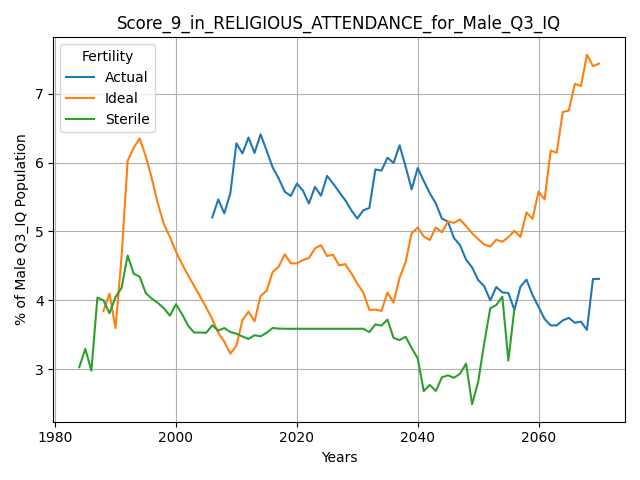 Score_9_in_RELIGIOUS_ATTENDANCE_for_Male_Q3_IQ
Fertility
Actual
Ideal
Sterile
% of Male Q3_IQ Population
7
6
5
4
3
1980
2000
2020
2040
2060
Years